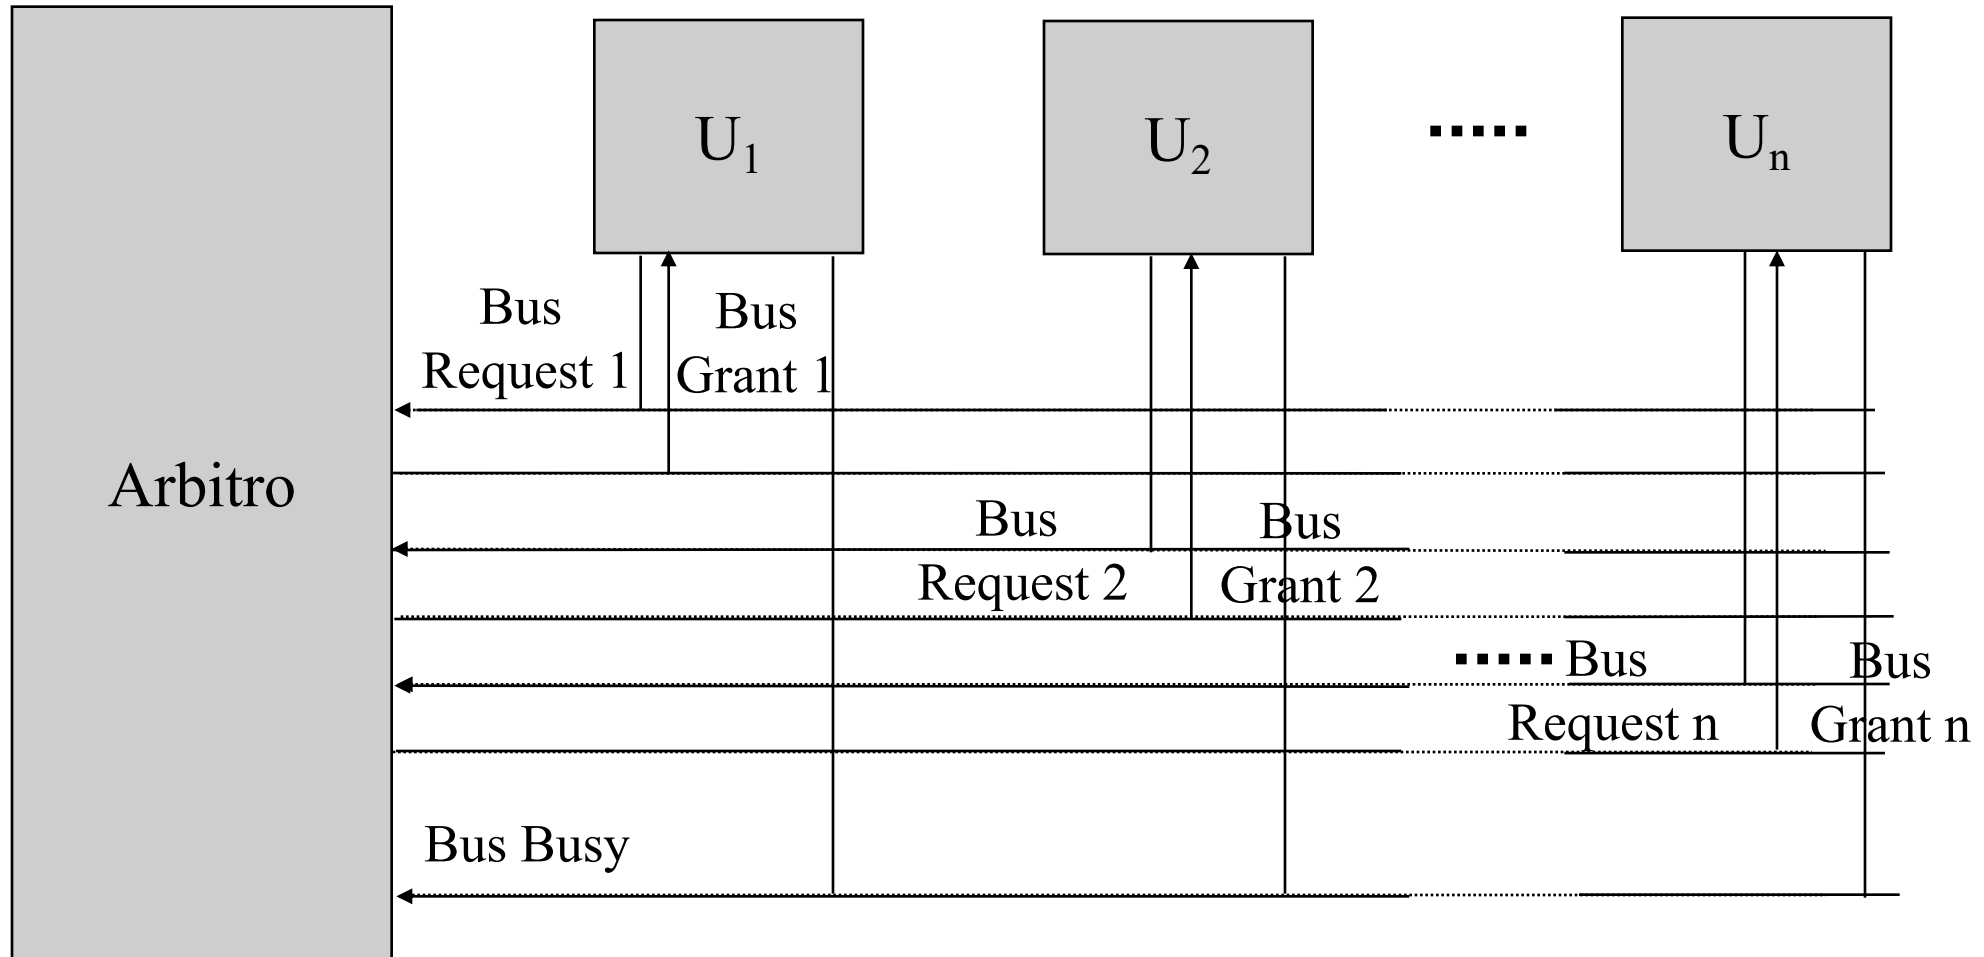 U1
U2
Un
Bus
Request 1
Bus
Grant 1
Arbitro
Bus
Request 2
Bus
Grant 2
Bus
Request n
Bus
Grant n
Bus Busy